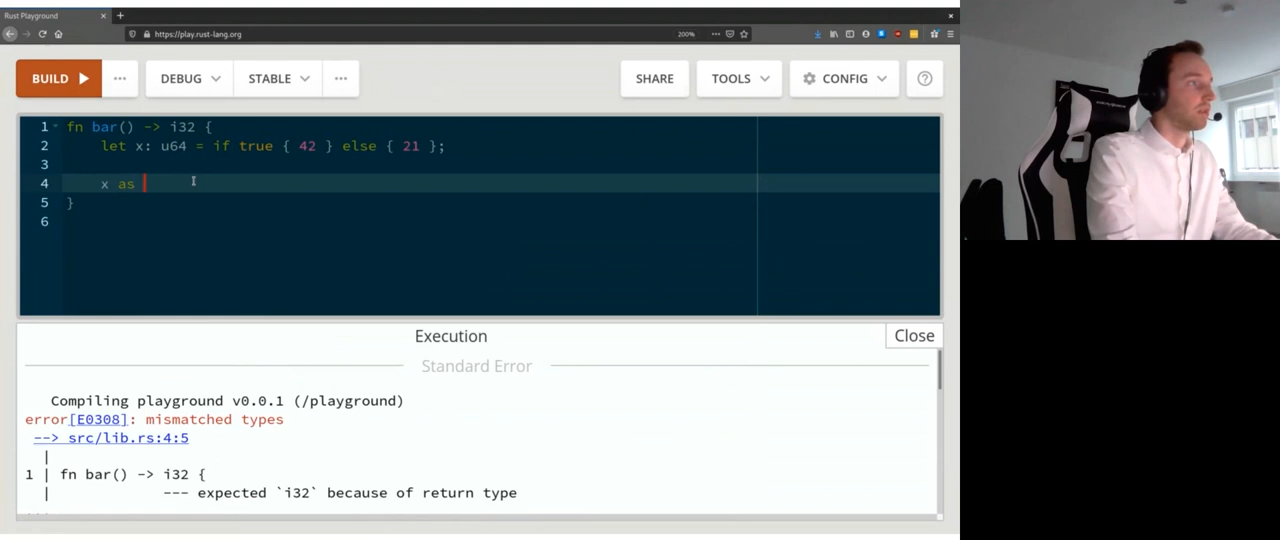 Rust Playground
https://play.rust-lang.org
200%
BUILD
DEBUG
STABLE
SHARE
TOOLS
CONFIG
1 fn bar() -> i32 {
2 let x: u64 = if true { 42 } else { 21 };
3
4 x as
5 }
6
Execution
Close
Standard Error
Compiling playground v0.0.1 (/playground)
error[E0308]: mismatched types
--> src/lib.rs:4:5
|
1 | fn bar() -> i32 {
| --- expected `i32` because of return type
...